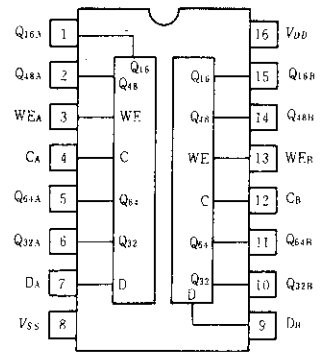 Q16A 1 16 VDD
Q16 
Q48A 2 Q48 Q16 15 Q16B
WEA 3 WE Q48 14 Q48B
CA 4 C WE 13 WEB
Q64A 5 Q64 C 12 CB
Q32A 6 Q32 Q64 11 Q64B
DA 7 D Q32 10 Q32B
D
VSS 8 9 DB